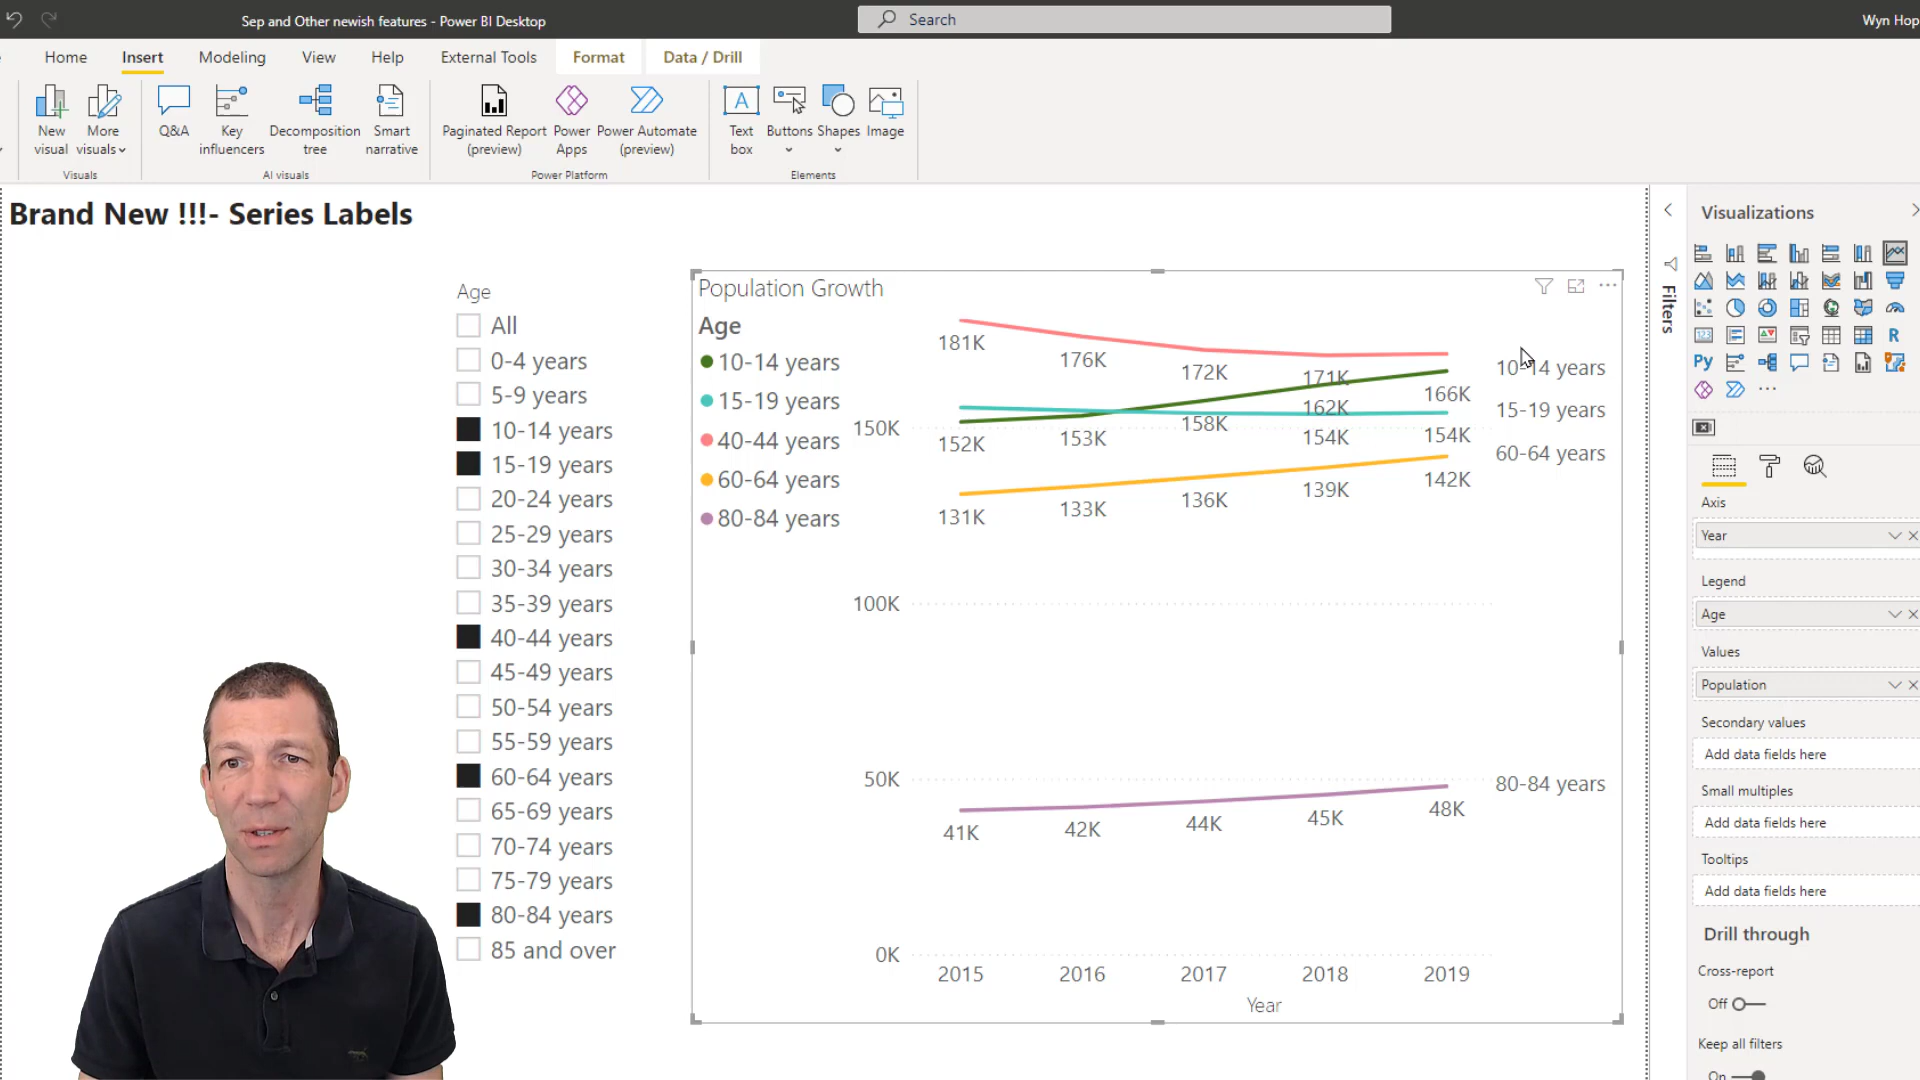 Sep and Other newish features - Power BI Desktop
Search
Wyn Hop
Home
Insert
Modeling
View
Help
External Tools
Format
Data / Drill
New visual
More visuals
Q&A
Key influencers
Decomposition tree
Smart narrative
Paginated Report (preview)
Power Apps
Power Automate (preview)
Text box
Buttons
Shapes
Image
Visuals
AI visuals
Power Platform
Elements
Brand New !!!- Series Labels
Age
All
0-4 years
5-9 years
10-14 years
15-19 years
20-24 years
25-29 years
30-34 years
35-39 years
40-44 years
45-49 years
50-54 years
55-59 years
60-64 years
65-69 years
70-74 years
75-79 years
80-84 years
85 and over
Population Growth
Age
10-14 years
15-19 years
40-44 years
60-64 years
80-84 years
150K
100K
50K
0K
181K
176K
172K
171K
152K
153K
158K
162K
166K
154K
154K
131K
133K
136K
139K
142K
41K
42K
44K
45K
48K
10-14 years
15-19 years
60-64 years
80-84 years
2015
2016
2017
2018
2019
Year
Filters
Visualizations
123
R
Py
Axis
Year
Legend
Age
Values
Population
Secondary values
Add data fields here
Small multiples
Add data fields here
Tooltips
Add data fields here
Drill through
Cross-report
Off
Keep all filters
On